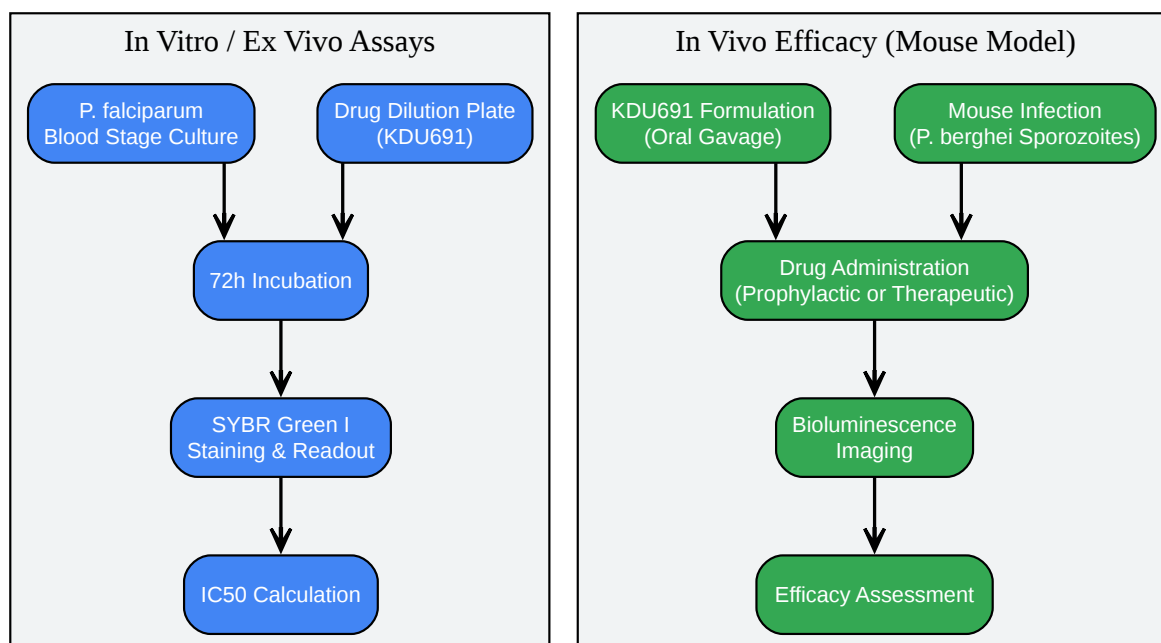 In Vitro / Ex Vivo Assays
P. falciparum
Blood Stage Culture
Drug Dilution Plate
(KDU691)
72h Incubation
SYBR Green I
Staining & Readout
IC50 Calculation
In Vivo Efficacy (Mouse Model)
KDU691 Formulation
(Oral Gavage)
Mouse Infection
(P. berghei Sporozoites)
Drug Administration
(Prophylactic or Therapeutic)
Bioluminescence
Imaging
Efficacy Assessment